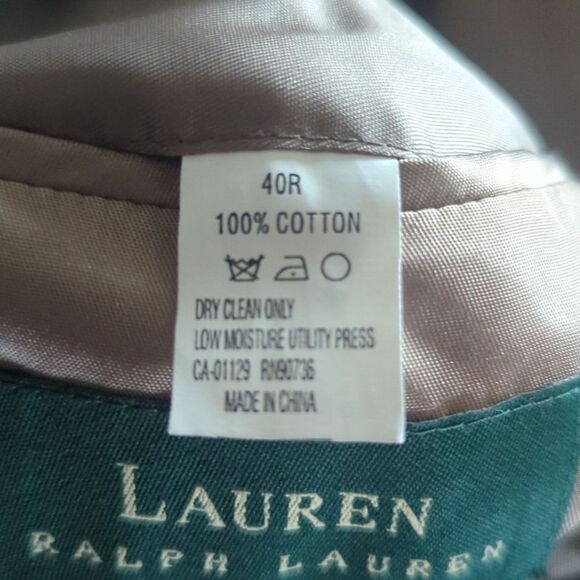 40R
100% COTTON
DRY CLEAN ONLY
LOW MOISTURE UTILITY PRESS
CA-01129 RN90736
MADE IN CHINA
LAUREN
RALPH LAUREN